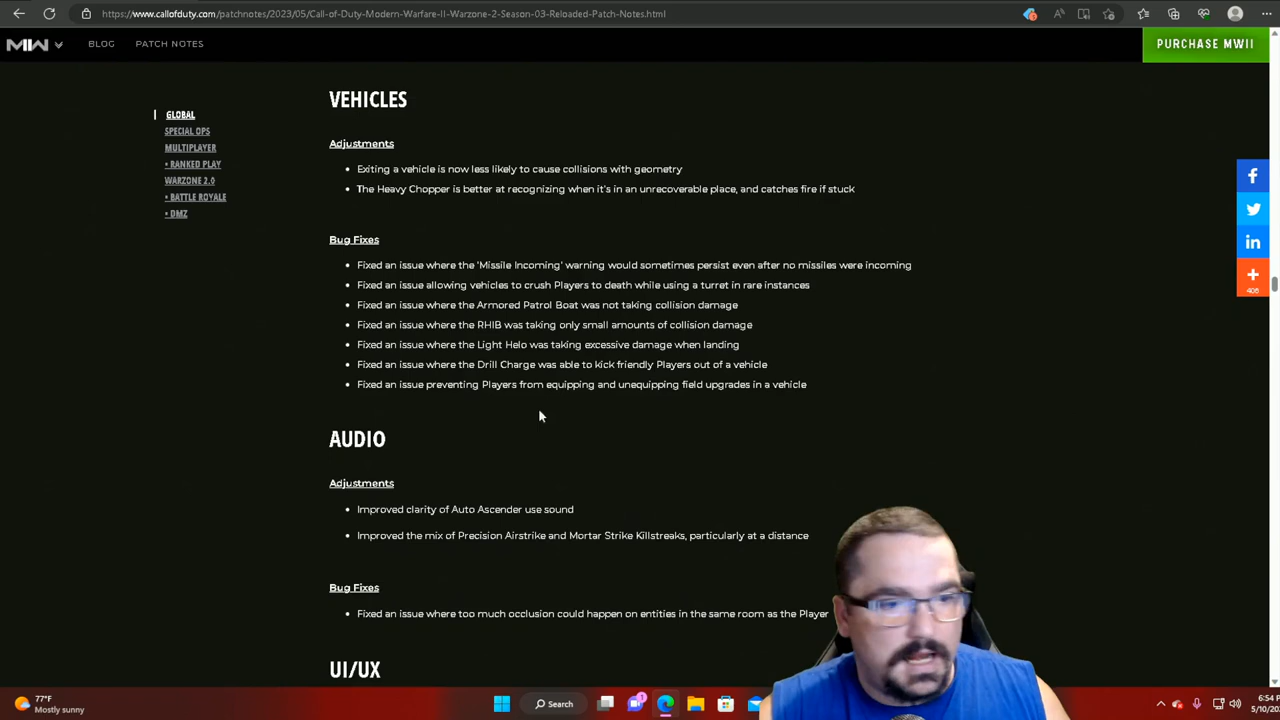 https://www.callofduty.com/patchnotes/2023/05/Call-of-Duty-Modern-Warfare-II-Warzone-2-Season-03-Reloaded-Patch-Notes.html
MW BLOG PATCH NOTES PURCHASE MWII
GLOBAL
SPECIAL OPS
MULTIPLAYER
• RANKED PLAY
WARZONE 2.0
• BATTLE ROYALE
• DMZ
VEHICLES
Adjustments
• Exiting a vehicle is now less likely to cause collisions with geometry
• The Heavy Chopper is better at recognizing when it's in an unrecoverable place, and catches fire if stuck
Bug Fixes
• Fixed an issue where the 'Missile Incoming' warning would sometimes persist even after no missiles were incoming
• Fixed an issue allowing vehicles to crush Players to death while using a turret in rare instances
• Fixed an issue where the Armored Patrol Boat was not taking collision damage
• Fixed an issue where the RHIB was taking only small amounts of collision damage
• Fixed an issue where the Light Helo was taking excessive damage when landing
• Fixed an issue where the Drill Charge was able to kick friendly Players out of a vehicle
• Fixed an issue preventing Players from equipping and unequipping field upgrades in a vehicle
AUDIO
Adjustments
• Improved clarity of Auto Ascender use sound
• Improved the mix of Precision Airstrike and Mortar Strike Killstreaks, particularly at a distance
Bug Fixes
• Fixed an issue where too much occlusion could happen on entities in the same room as the Player
UI/UX
77°F
Mostly sunny
Search
6:54
5/10/202